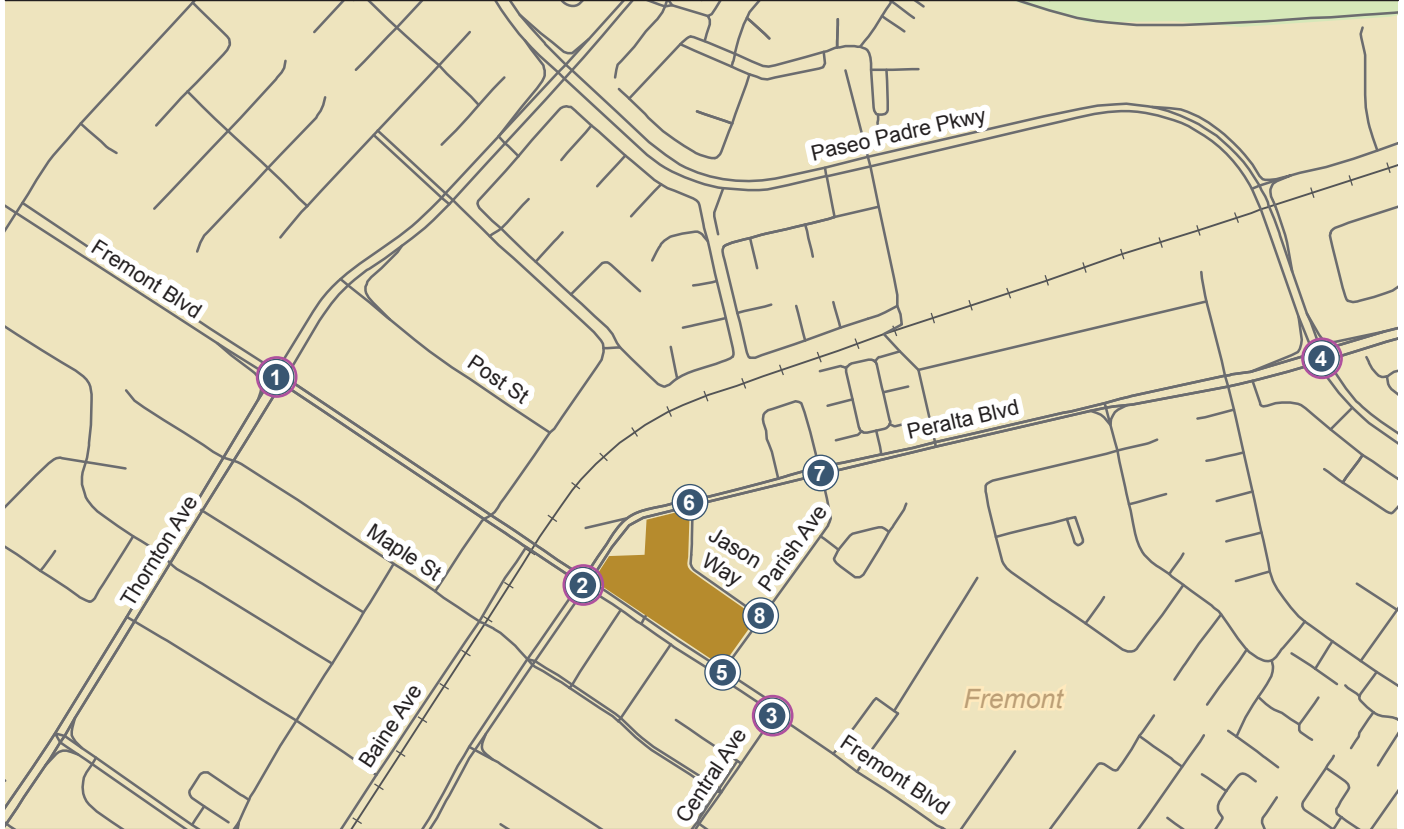 Paseo Padre Pkwy
Fremont Blvd
4
Post St
1
Peralta Blvd
7
6
Thornton Ave
Maple St
Jason
Way
Parish Ave
2
8
5
Fremont
3
Baine Ave
Central Ave
Fremont Blvd